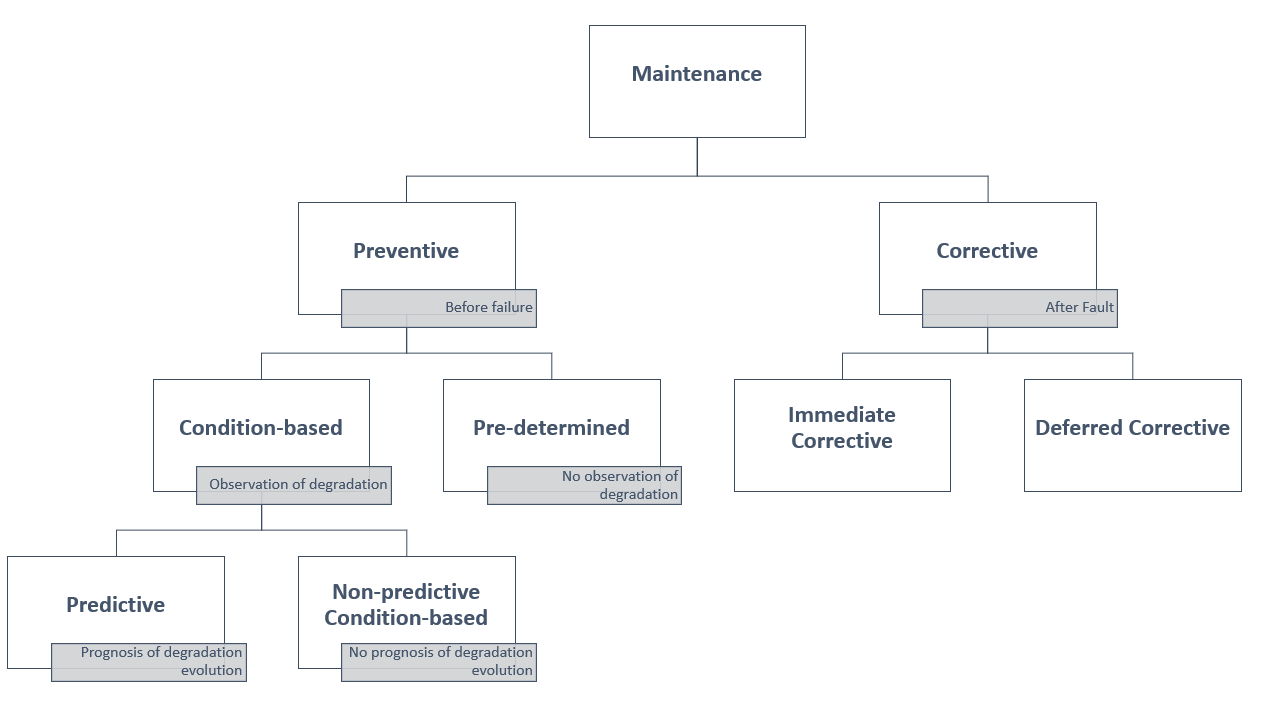 Maintenance
Preventive
Before failure
Corrective
After Fault
Condition-based
Observation of degradation
Pre-determined
No observation of
degradation
Immediate
Corrective
Deferred Corrective
Predictive
Prognosis of degradation
evolution
Non-predictive
Condition-based
No prognosis of degradation
evolution